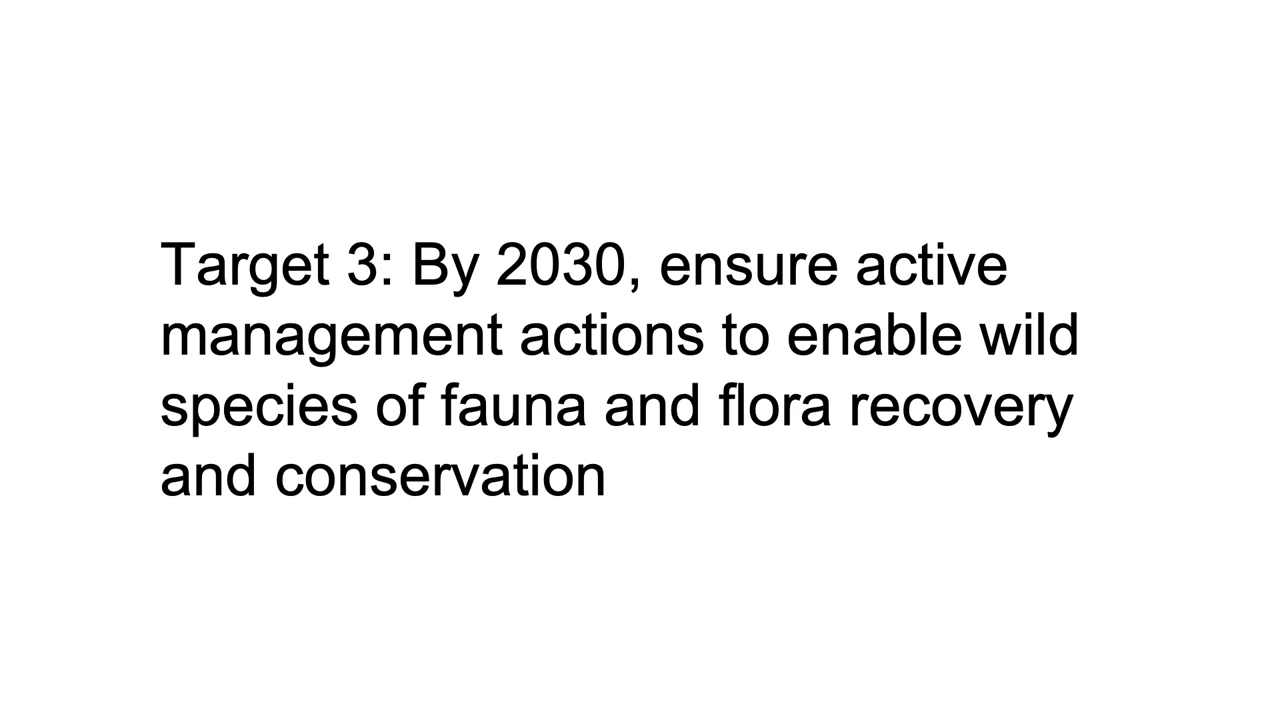 Target 3: By 2030, ensure active
management actions to enable wild
species of fauna and flora recovery
and conservation